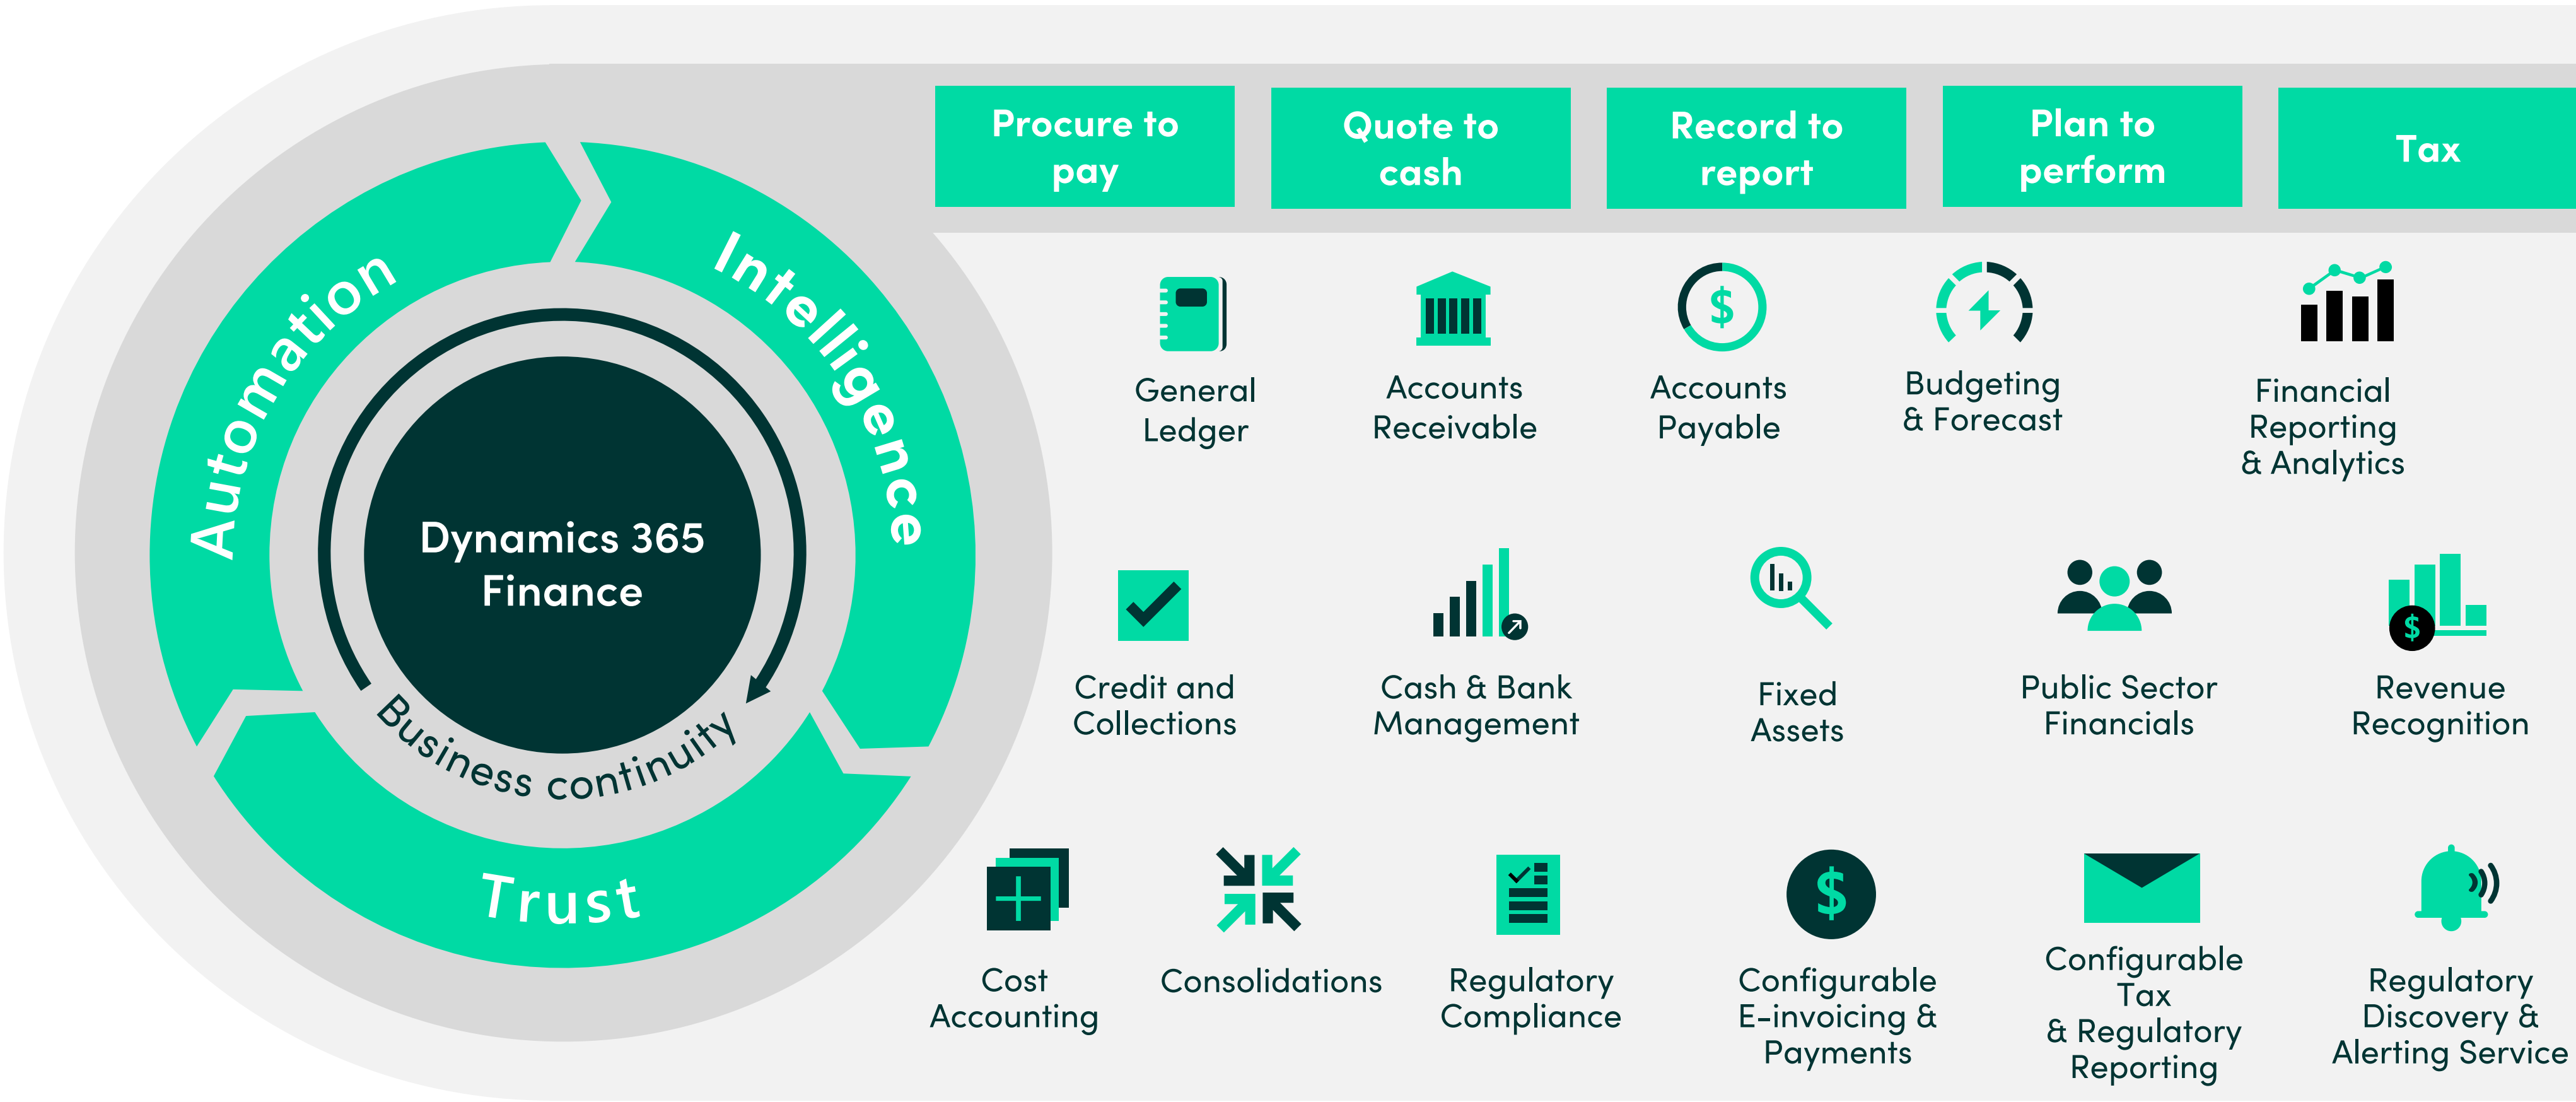 Automation
Intelligence
Trust
Dynamics 365
Finance
Business continuity
Procure to
pay
Quote to
cash
Record to
report
Plan to
perform
Tax
General
Ledger
Accounts
Receivable
Accounts
Payable
Budgeting
& Forecast
Financial
Reporting
& Analytics
Credit and
Collections
Cash & Bank
Management
Fixed
Assets
Public Sector
Financials
Revenue
Recognition
Cost
Accounting
Consolidations
Regulatory
Compliance
Configurable
E-invoicing &
Payments
Configurable
Tax
& Regulatory
Reporting
Regulatory
Discovery &
Alerting Service